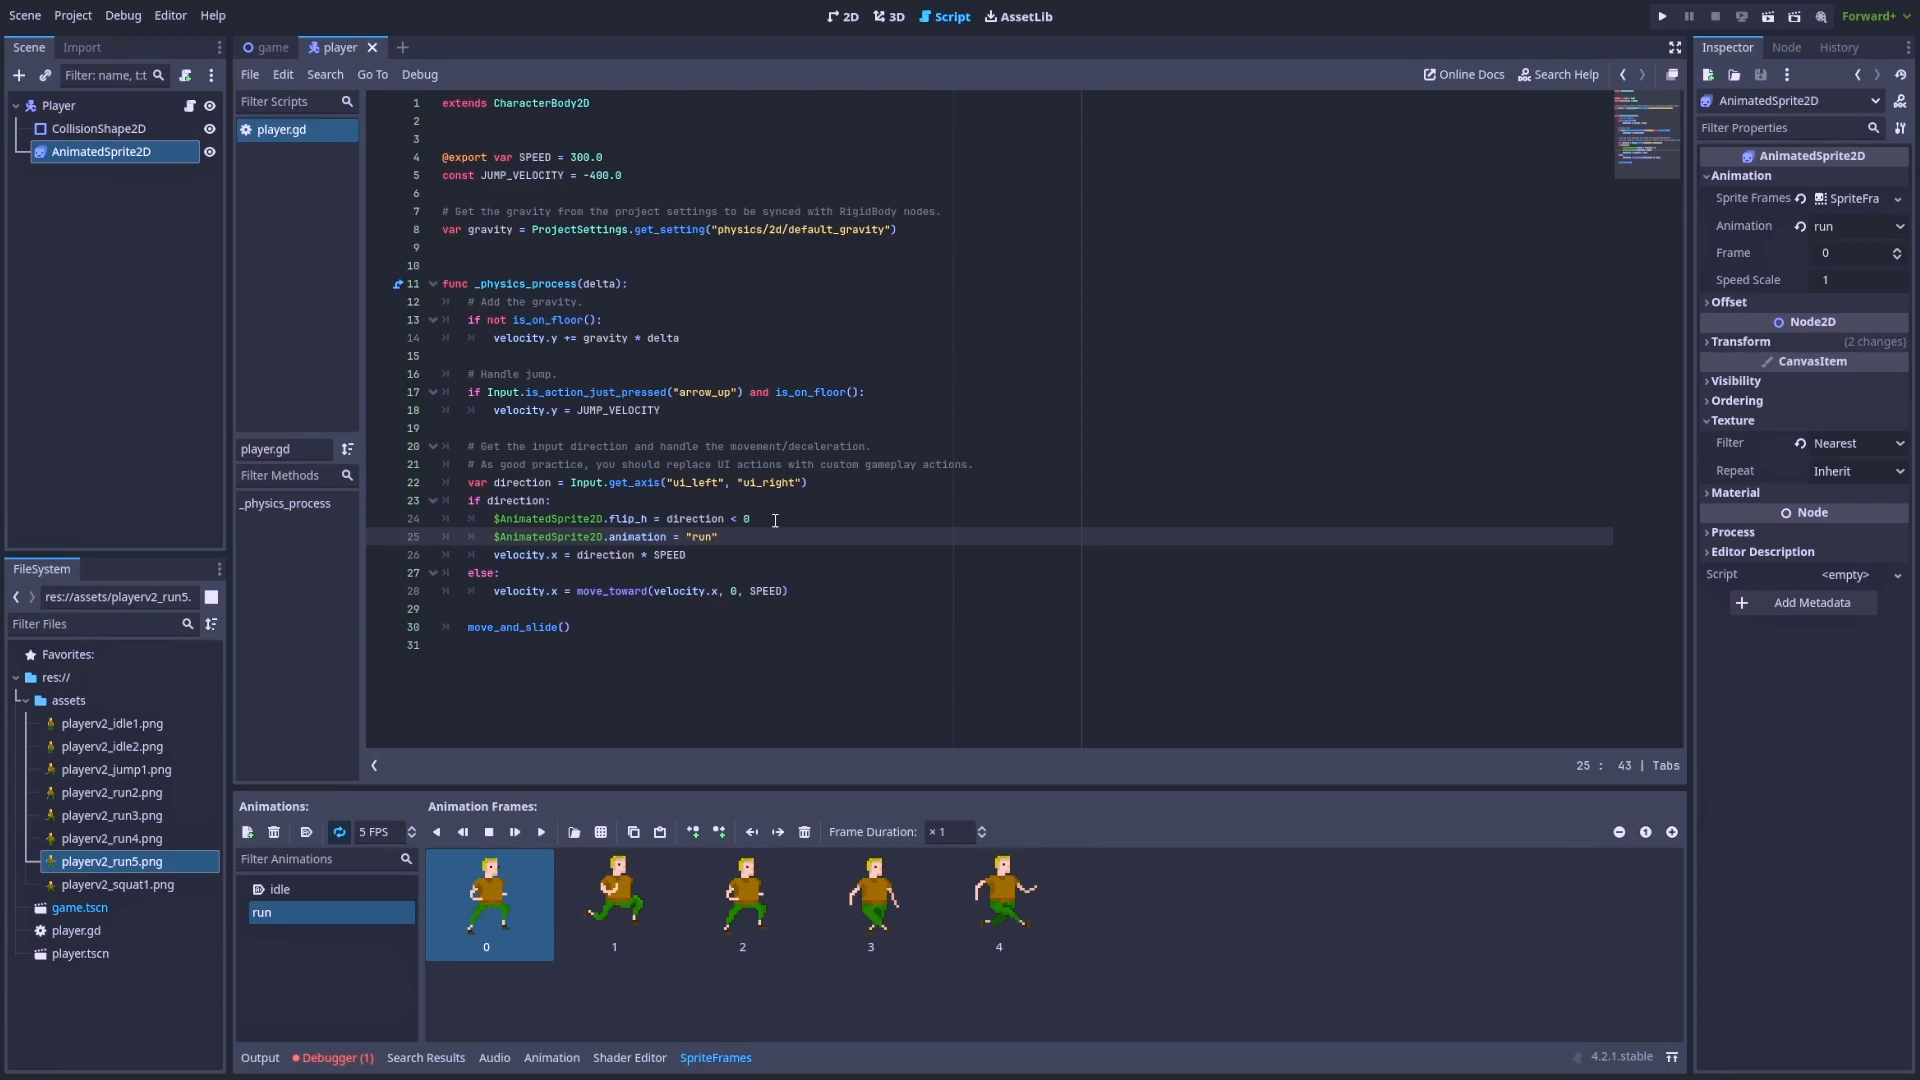 Scene Project Debug Editor Help
2D 3D Script AssetLib
Forward+
Scene Import
Filter: name, t:t
Player
CollisionShape2D
AnimatedSprite2D
FileSystem
res://assets/playerv2_run5.
Filter Files
Favorites:
res://
assets
playerv2_idle1.png
playerv2_idle2.png
playerv2_jump1.png
playerv2_run2.png
playerv2_run3.png
playerv2_run4.png
playerv2_run5.png
playerv2_squat1.png
game.tscn
player.gd
player.tscn
game player
File Edit Search Go To Debug
Online Docs Search Help
Filter Scripts
player.gd
player.gd
Filter Methods
_physics_process
1 extends CharacterBody2D
2
3
4 @export var SPEED = 300.0
5 const JUMP_VELOCITY = -400.0
6
7 # Get the gravity from the project settings to be synced with RigidBody nodes.
8 var gravity = ProjectSettings.get_setting("physics/2d/default_gravity")
9
10
11 func _physics_process(delta):
12 # Add the gravity.
13 if not is_on_floor():
14 velocity.y += gravity * delta
15
16 # Handle jump.
17 if Input.is_action_just_pressed("arrow_up") and is_on_floor():
18 velocity.y = JUMP_VELOCITY
19
20 # Get the input direction and handle the movement/deceleration.
21 # As good practice, you should replace UI actions with custom gameplay actions.
22 var direction = Input.get_axis("ui_left", "ui_right")
23 if direction:
24 $AnimatedSprite2D.flip_h = direction < 0
25 $AnimatedSprite2D.animation = "run"
26 velocity.x = direction * SPEED
27 else:
28 velocity.x = move_toward(velocity.x, 0, SPEED)
29
30 move_and_slide()
31
25 : 43 | Tabs
Animations:
5 FPS
Filter Animations
idle
run
Animation Frames:
Frame Duration: × 1
0 1 2 3 4
Output Debugger (1) Search Results Audio Animation Shader Editor SpriteFrames
4.2.1.stable
Inspector Node History
AnimatedSprite2D
Filter Properties
AnimatedSprite2D
Animation
Sprite Frames SpriteFra
Animation run
Frame 0
Speed Scale 1
Offset
Node2D
Transform (2 changes)
CanvasItem
Visibility
Ordering
Texture
Filter Nearest
Repeat Inherit
Material
Node
Process
Editor Description
Script <empty>
Add Metadata